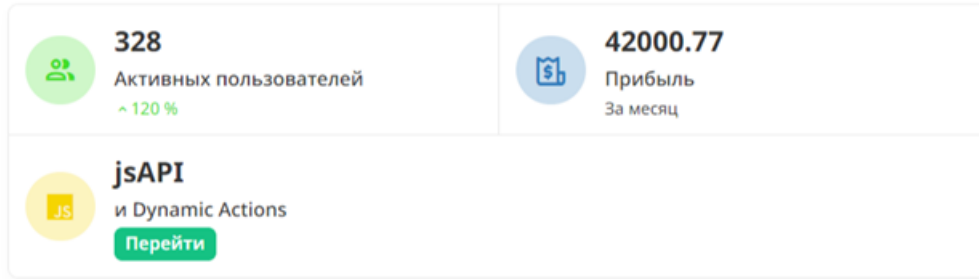 328
Активных пользователей
^ 120 %
42000.77
Прибыль
За месяц
JS
jsAPI
и Dynamic Actions
Перейти